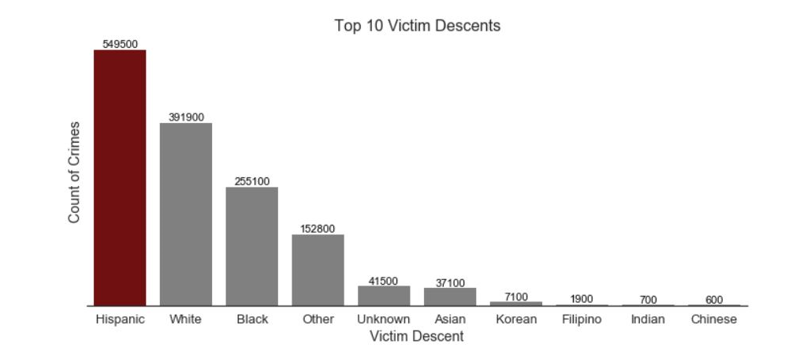 Top 10 Victim Descents
549500
391900
255100
152800
41500
37100
7100
1900
700
600
Count of Crimes
Hispanic White Black Other Unknown Asian Korean Filipino Indian Chinese
Victim Descent